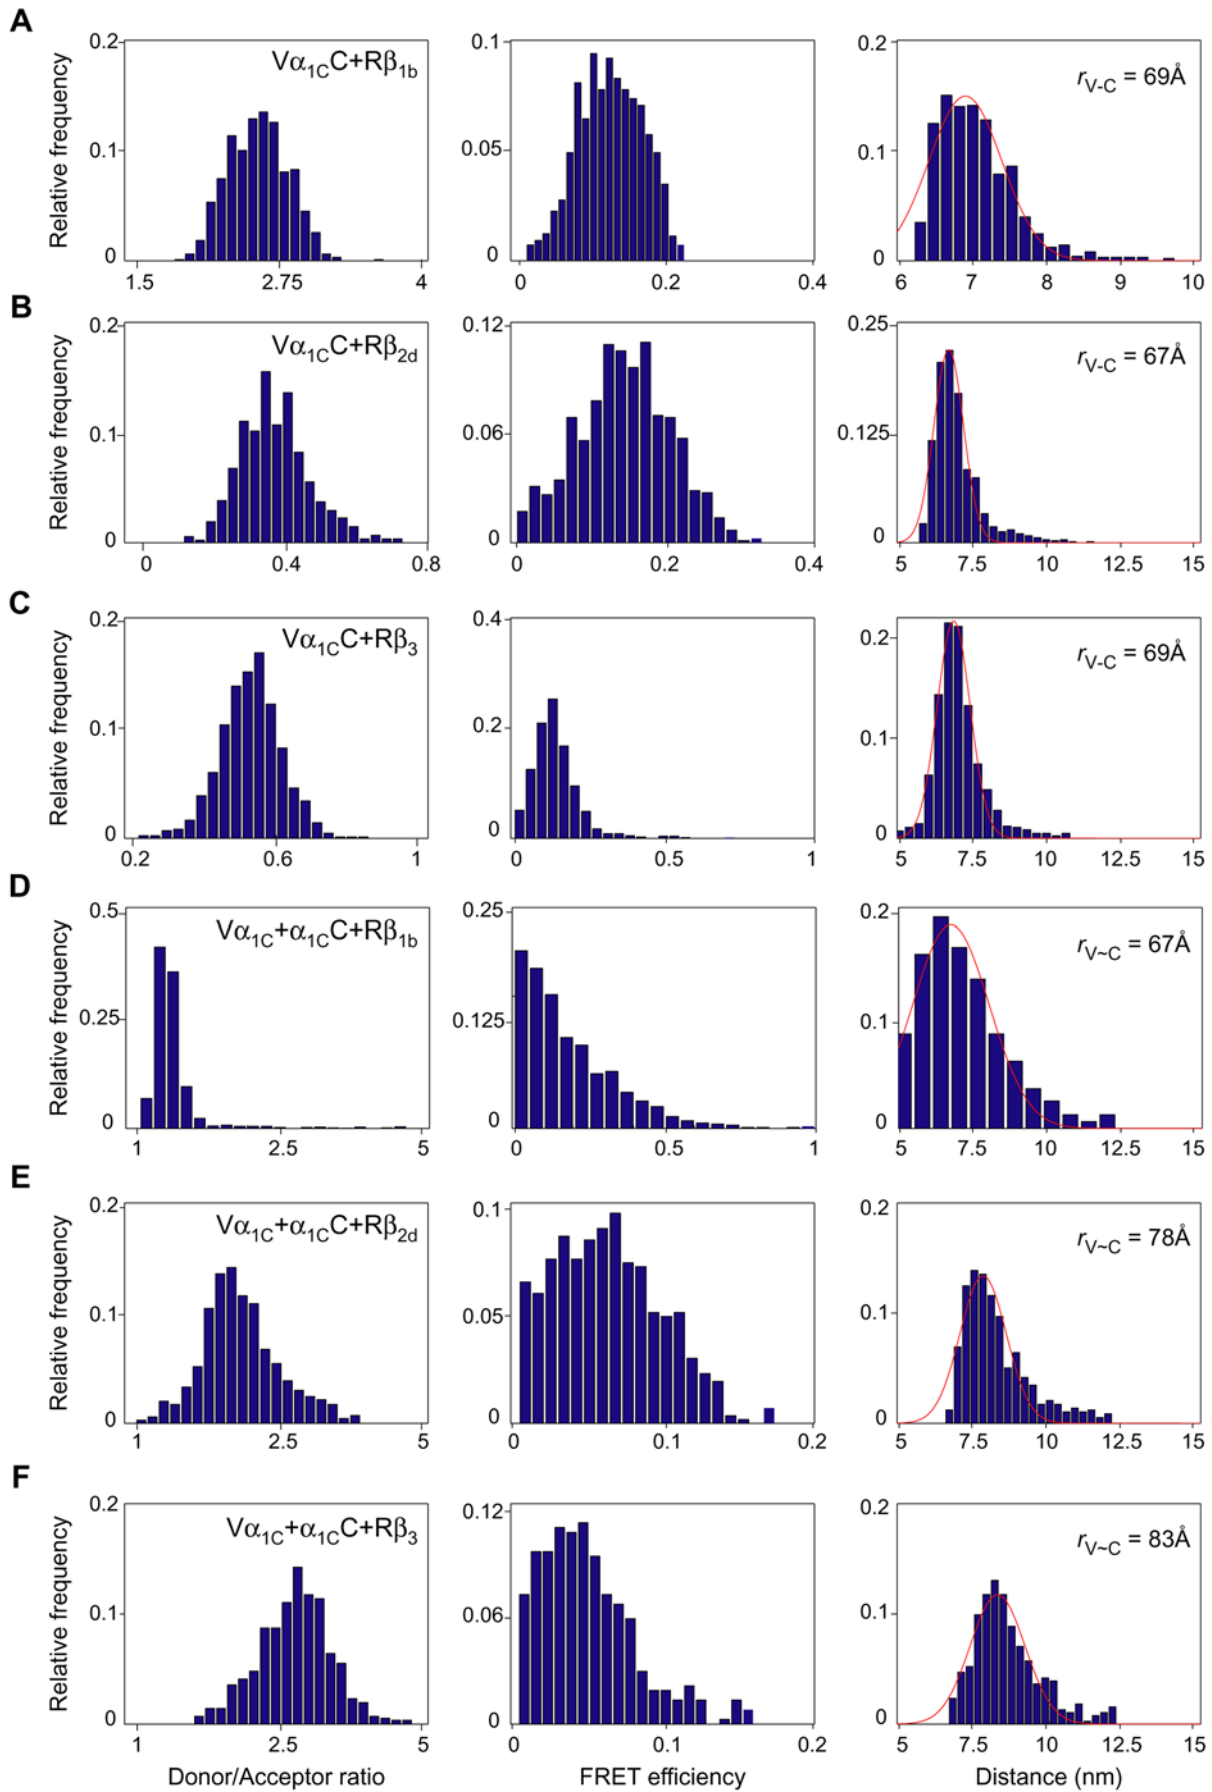 A
Relative frequency
0.2
0.1
0
Vα1CC+Rβ1b
1.5 2.75 4
0.1
0.05
0
0 0.2 0.4
0.2
0.1
0
rV-C = 69Å
6 7 8 9 10
B
Relative frequency
0.2
0.1
0
Vα1CC+Rβ2d
0 0.4 0.8
0.12
0.06
0
0 0.2 0.4
0.25
0.125
0
rV-C = 67Å
5 7.5 10 12.5 15
C
Relative frequency
0.2
0.1
0
Vα1CC+Rβ3
0.2 0.6 1
0.4
0.2
0
0 0.5 1
0.2
0.1
0
rV-C = 69Å
5 7.5 10 12.5 15
D
Relative frequency
0.5
0.25
0
Vα1C+α1CC+Rβ1b
1 2.5 5
0.25
0.125
0
0 0.5 1
0.2
0.1
0
rV~C = 67Å
5 7.5 10 12.5 15
E
Relative frequency
0.2
0.1
0
Vα1C+α1CC+Rβ2d
1 2.5 5
0.1
0.05
0
0 0.1 0.2
0.2
0.1
0
rV~C = 78Å
5 7.5 10 12.5 15
F
Relative frequency
0.2
0.1
0
Vα1C+α1CC+Rβ3
1 2.5 5
Donor/Acceptor ratio
0.12
0.06
0
0 0.1 0.2
FRET efficiency
0.2
0.1
0
rV~C = 83Å
5 7.5 10 12.5 15
Distance (nm)